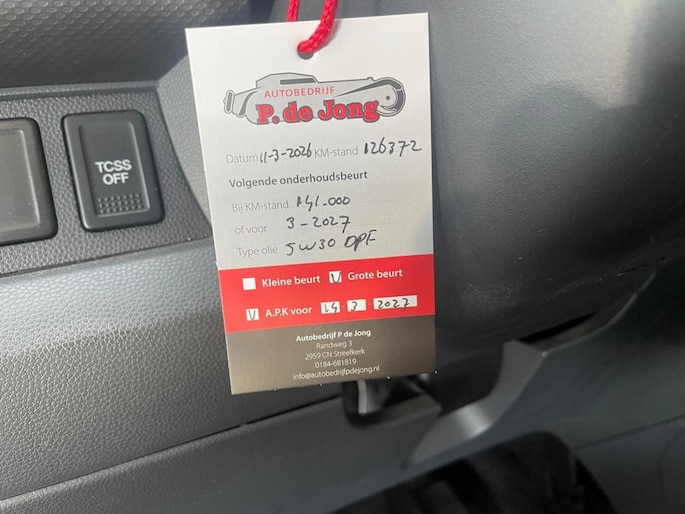 AUTOBEDRIJF
P. de Jong
Datum 11-3-2026 KM-stand 126372
Volgende onderhoudsbeurt
Bij KM-stand 141.000
of voor 3-2027
Type olie 5W30 DPF
Kleine beurt V Grote beurt
V A.P.K voor 14 3 - 2027
Autobedrijf P de Jong
Randweg 3
2959 CN Streefkerk
0184-681819
info@autobedrijfpdejong.nl
TCSS
OFF